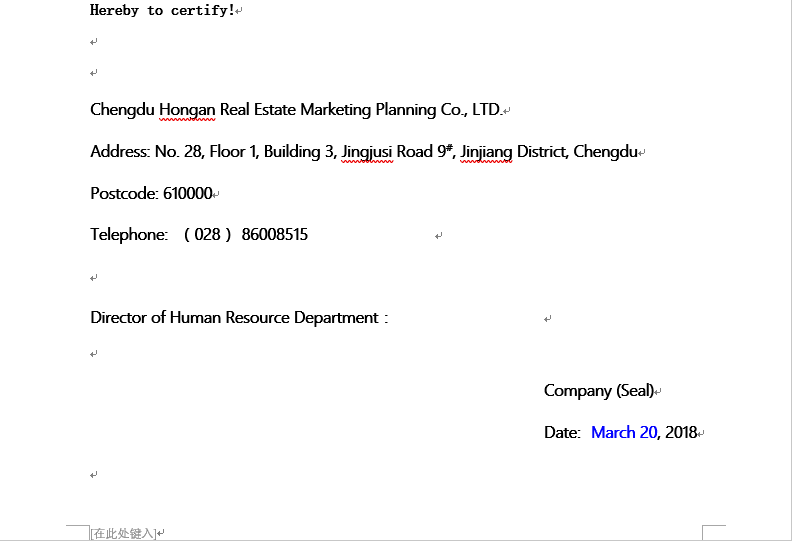 Hereby to certify!
Chengdu Hongan Real Estate Marketing Planning Co., LTD.
Address: No. 28, Floor 1, Building 3, Jingjusi Road 9#, Jinjiang District, Chengdu
Postcode: 610000
Telephone: （028）86008515
Director of Human Resource Department：
Company (Seal)
Date: March 20, 2018
[在此处键入]